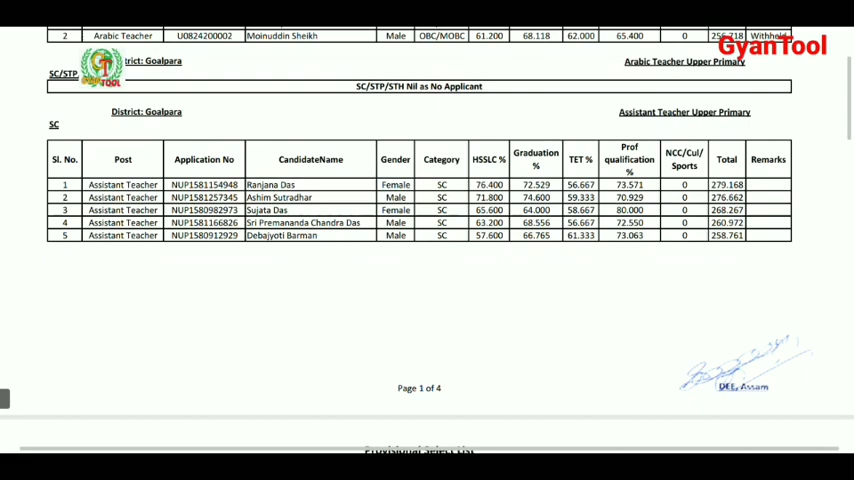 2 Arabic Teacher U0824200002 Moinuddin Sheikh Male OBC/MOBC 61.200 68.118 62.000 65.400 0 256.718 Withheld
GyanTool
trict: Goalpara Arabic Teacher Upper Primary
SC/STP
GYAN TOOL
SC/STP/STH Nil as No Applicant
District: Goalpara Assistant Teacher Upper Primary
SC
Sl. No. Post Application No CandidateName Gender Category HSSLC % Graduation % TET % Prof qualification % NCC/Cul/ Sports Total Remarks
1 Assistant Teacher NUP1581154948 Ranjana Das Female SC 76.400 72.529 56.667 73.571 0 279.168
2 Assistant Teacher NUP1581257345 Ashim Sutradhar Male SC 71.800 74.600 59.333 70.929 0 276.662
3 Assistant Teacher NUP1580982973 Sujata Das Female SC 65.600 64.000 58.667 80.000 0 268.267
4 Assistant Teacher NUP1581166826 Sri Premananda Chandra Das Male SC 63.200 68.556 56.667 72.550 0 260.972
5 Assistant Teacher NUP1580912929 Debajyoti Barman Male SC 57.600 66.765 61.333 73.063 0 258.761
Page 1 of 4
DEE, Assam
Provisional Select List